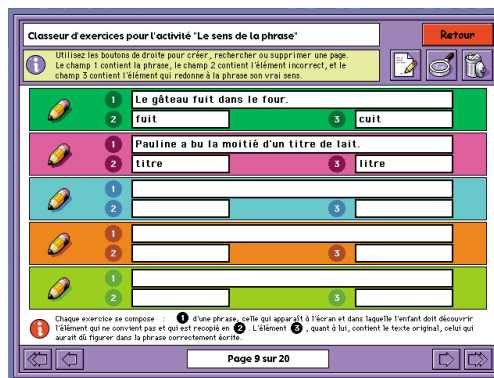 Classeur d'exercices pour l'activité "Le sens de la phrase"
Retour
Utilisez les boutons de droite pour créer, rechercher ou supprimer une page.
Le champ 1 contient la phrase, le champ 2 contient l'élément incorrect, et le
champ 3 contient l'élément qui redonne à la phrase son vrai sens.
1 Le gâteau fuit dans le four.
2 fuit 3 cuit
1 Pauline a bu la moitié d'un titre de lait.
2 titre 3 litre
1
2 3
1
2 3
1
2 3
Chaque exercice se compose : 1 d'une phrase, celle qui apparaît à l'écran et dans laquelle l'enfant doit découvrir
l'élément qui ne convient pas et qui est recopié en 2. L'élément 3, quant à lui, contient le texte original, celui qui
aurait dû figurer dans la phrase correctement écrite.
Page 9 sur 20